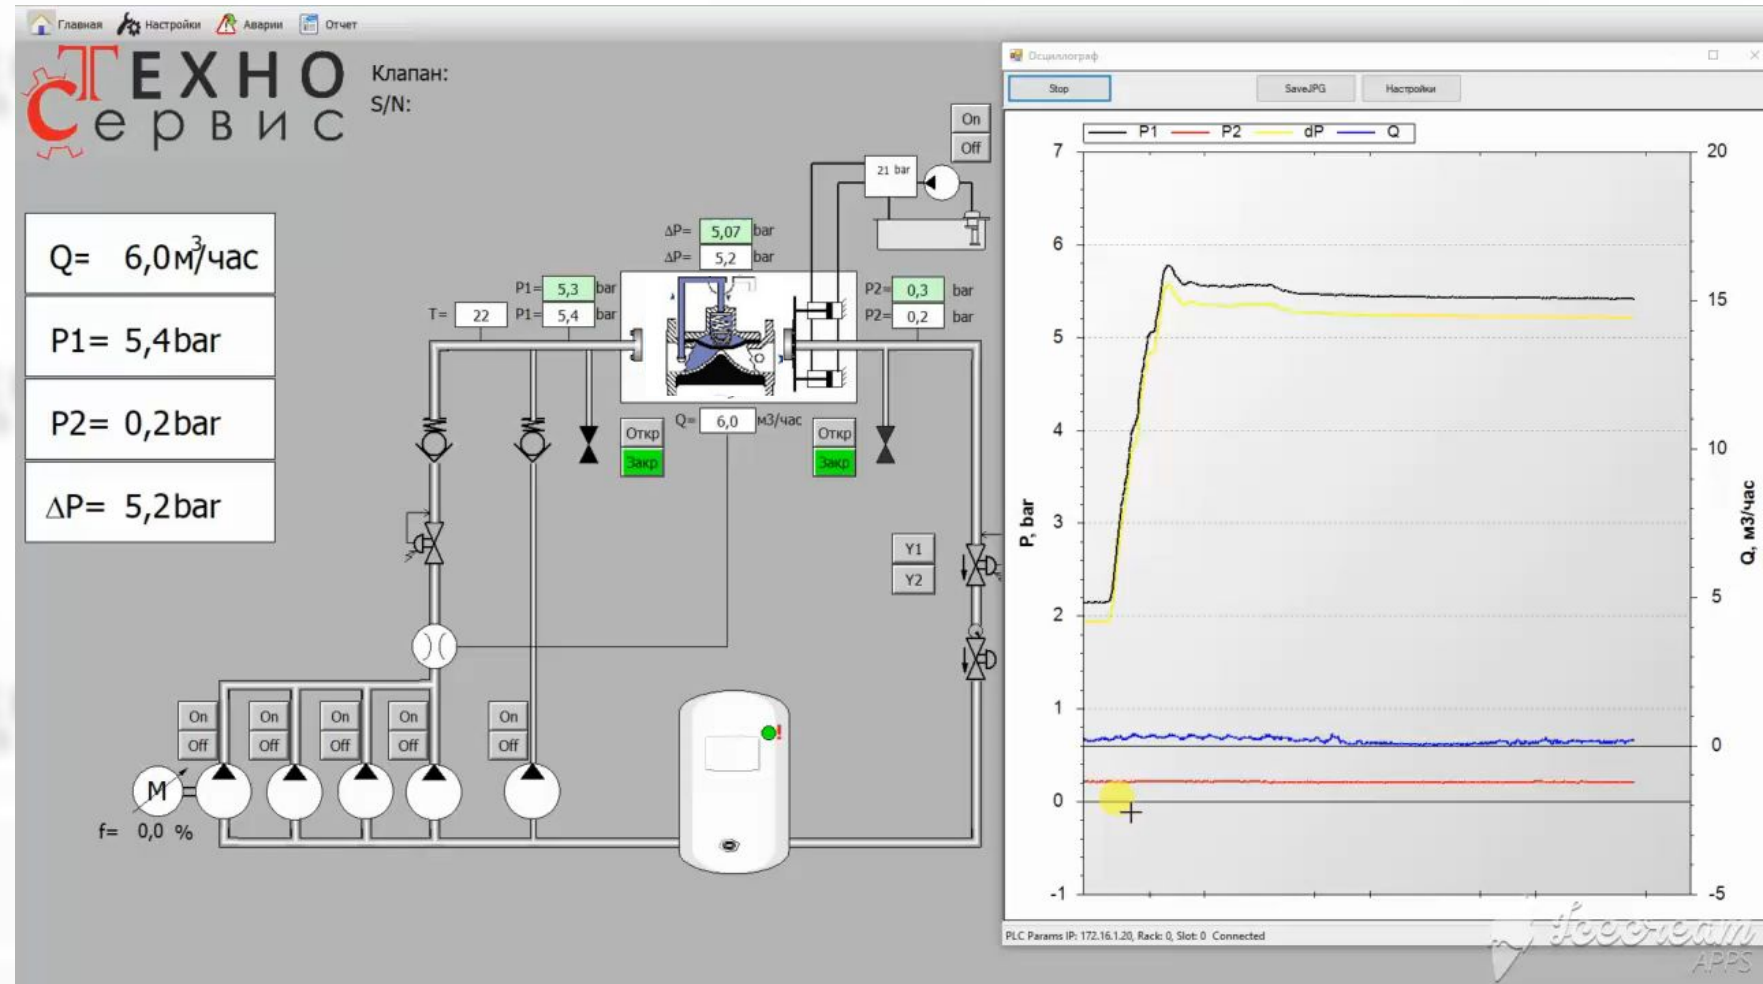 Главная Настройки Аварии Отчет
ТЕХНО
Сервис
Клапан:
S/N:
Q= 6,0м³/час
P1= 5,4bar
P2= 0,2bar
ΔP= 5,2bar
On
Off
21 bar
ΔP= 5,07 bar
ΔP= 5,2 bar
P1= 5,3 bar
T= 22 P1= 5,4 bar
P2= 0,3 bar
P2= 0,2 bar
Откр
Закр
Q= 6,0 м3/час
Откр
Закр
Y1
Y2
On On On On On
Off Off Off Off Off
M
f= 0,0 %
Осциллограф
Stop SaveJPG Настройки
P1 P2 dP Q
7 20
6
15
5
4
10
3
P, bar
Q, м3/час
2
5
1
0
0
-1 -5
PLC Params IP: 172.16.1.20, Rack: 0, Slot: 0 Connected
Icecream
APPS